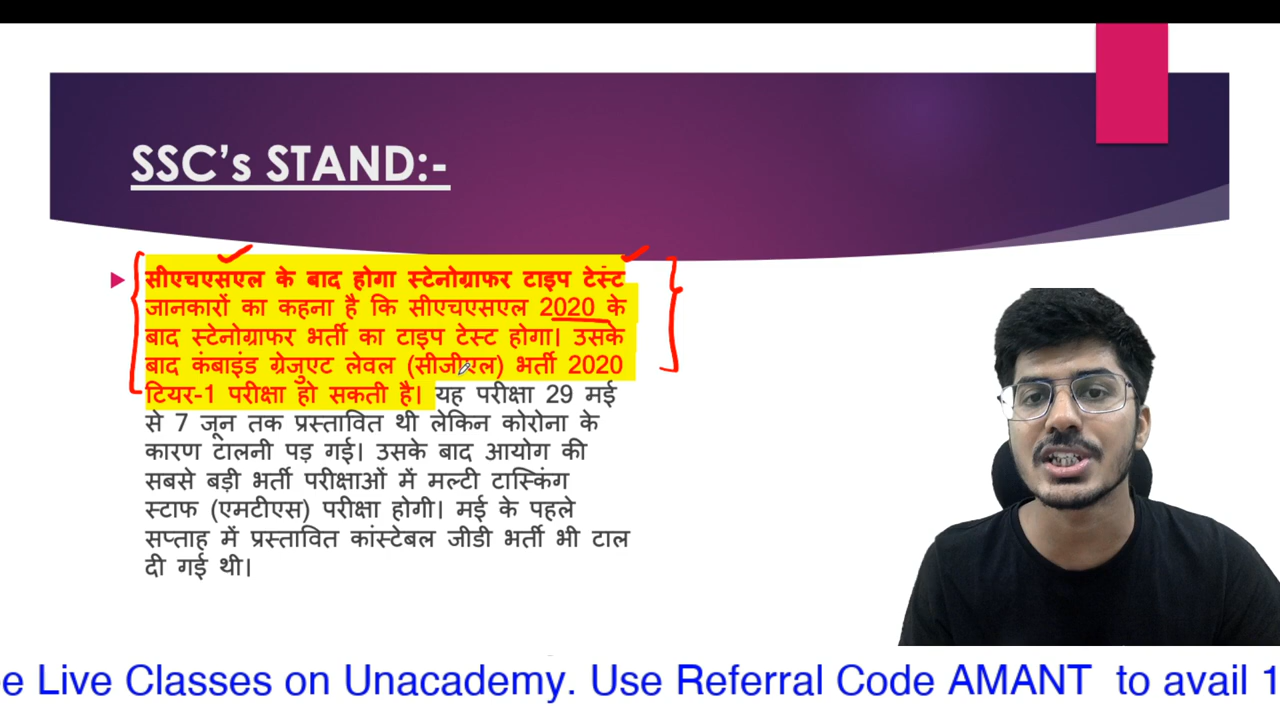 SSC's STAND:-
सीएचएसएल के बाद होगा स्टेनोग्राफर टाइप टेस्ट
जानकारों का कहना है कि सीएचएसएल 2020 के
बाद स्टेनोग्राफर भर्ती का टाइप टेस्ट होगा। उसके
बाद कंबाइंड ग्रेजुएट लेवल (सीजीएल) भर्ती 2020
टियर-1 परीक्षा हो सकती है। यह परीक्षा 29 मई
से 7 जून तक प्रस्तावित थी लेकिन कोरोना के
कारण टालनी पड़ गई। उसके बाद आयोग की
सबसे बड़ी भर्ती परीक्षाओं में मल्टी टास्किंग
स्टाफ (एमटीएस) परीक्षा होगी। मई के पहले
सप्ताह में प्रस्तावित कांस्टेबल जीडी भर्ती भी टाल
दी गई थी।
e Live Classes on Unacademy. Use Referral Code AMANT to avail 1